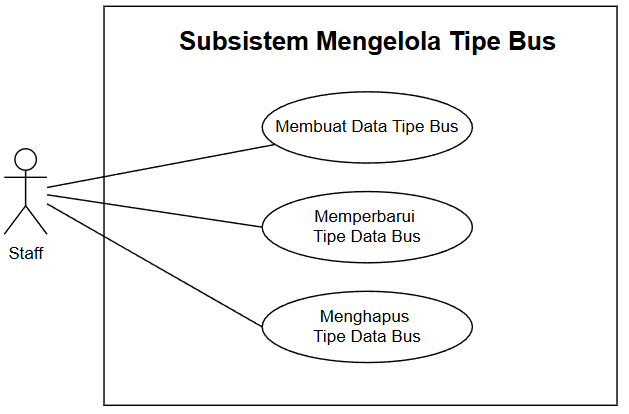 Subsistem Mengelola Tipe Bus
Membuat Data Tipe Bus
Memperbarui
Tipe Data Bus
Staff
Menghapus
Tipe Data Bus